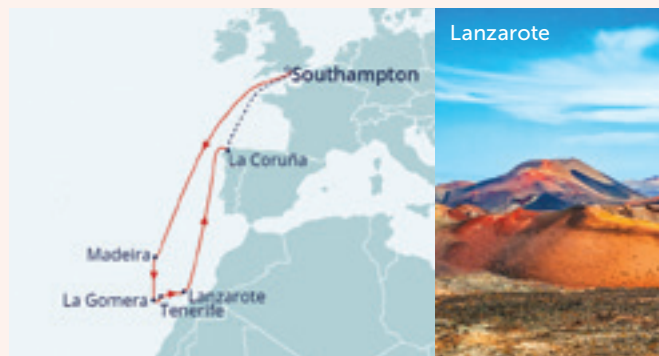 Lanzarote
Southampton
La Coruña
Madeira
La Gomera
Lanzarote
Tenerife